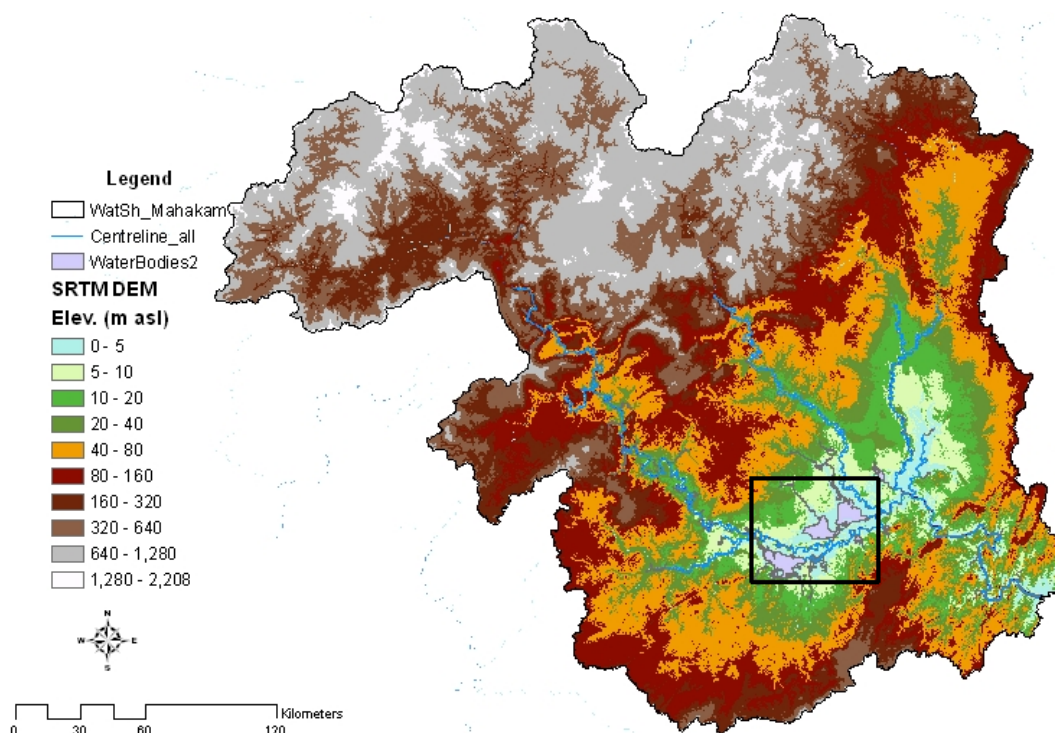 Legend
WatSh_Mahakam
Centreline_all
WaterBodies2
SRTM DEM
Elev. (m asl)
0 - 5
5 - 10
10 - 20
20 - 40
40 - 80
80 - 160
160 - 320
320 - 640
640 - 1,280
1,280 - 2,208
N
W E
S
Kilometers
0 30 60 120